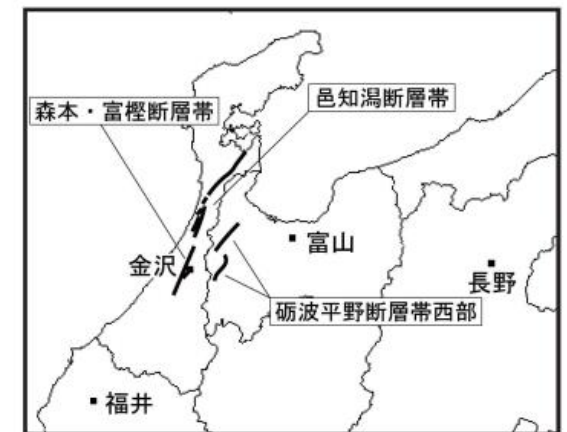 邑知潟断層帯
森本・富樫断層帯
富山
金沢
長野
砺波平野断層帯西部
福井